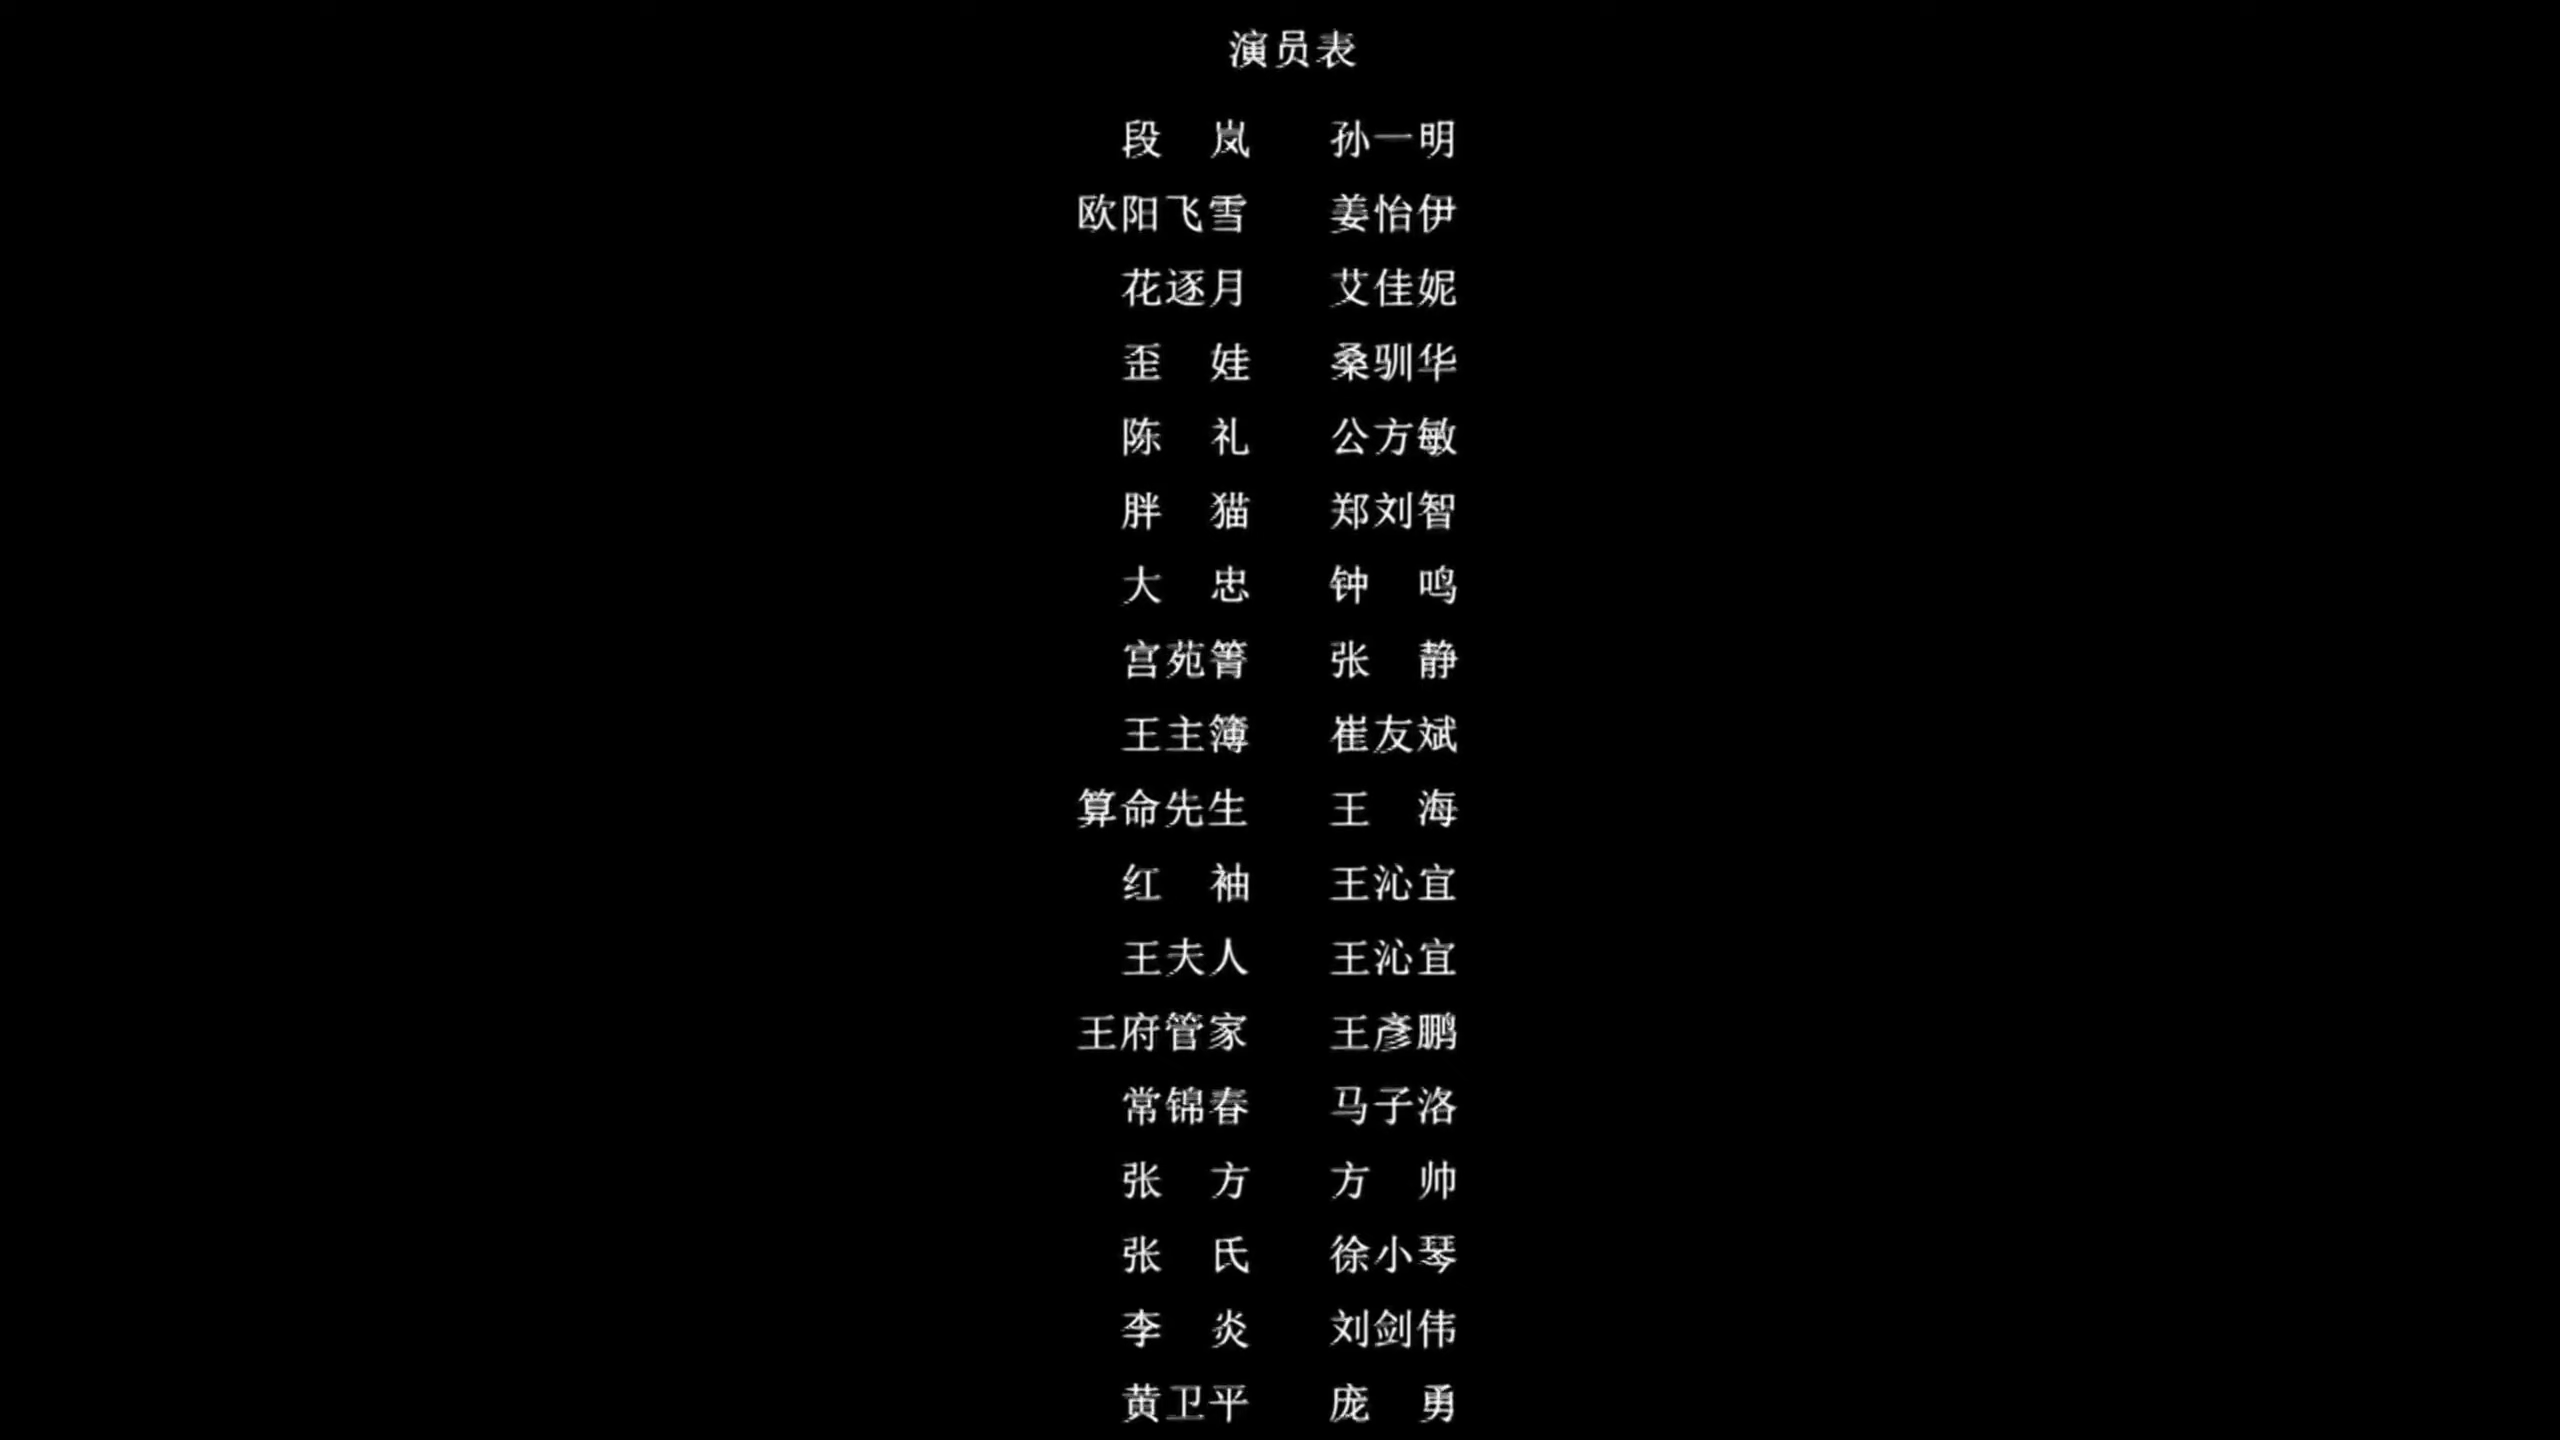 演员表
段 岚 孙一明
欧阳飞雪 姜怡伊
花逐月 艾佳妮
歪 娃 桑驯华
陈 礼 公方敏
胖 猫 郑刘智
大 忠 钟 鸣
宫苑箐 张 静
王主簿 崔友斌
算命先生 王 海
红 袖 王沁宜
王夫人 王沁宜
王府管家 王彦鹏
常锦春 马子洛
张 方 方 帅
张 氏 徐小琴
李 炎 刘剑伟
黄卫平 庞 勇